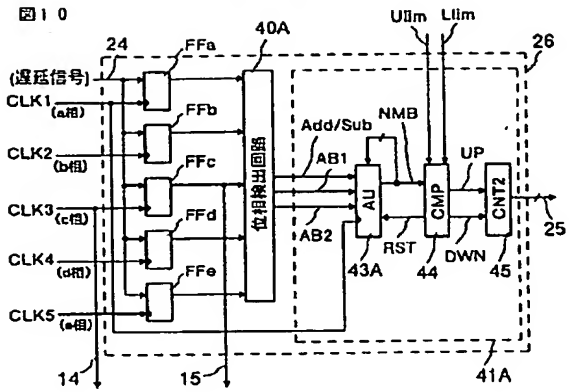 図10
24
FFa
40A
Ulim
Llim
26
(遅延信号)
CLK1
(a相)
FFb
CLK2
(b相)
FFc
CLK3
(c相)
FFd
CLK4
(d相)
FFe
CLK5
(e相)
位相検出回路
Add/Sub
AB1
AB2
NMB
AU
CMP
UP
CNT2
RST
DWN
43A
44
45
25
14
15
41A